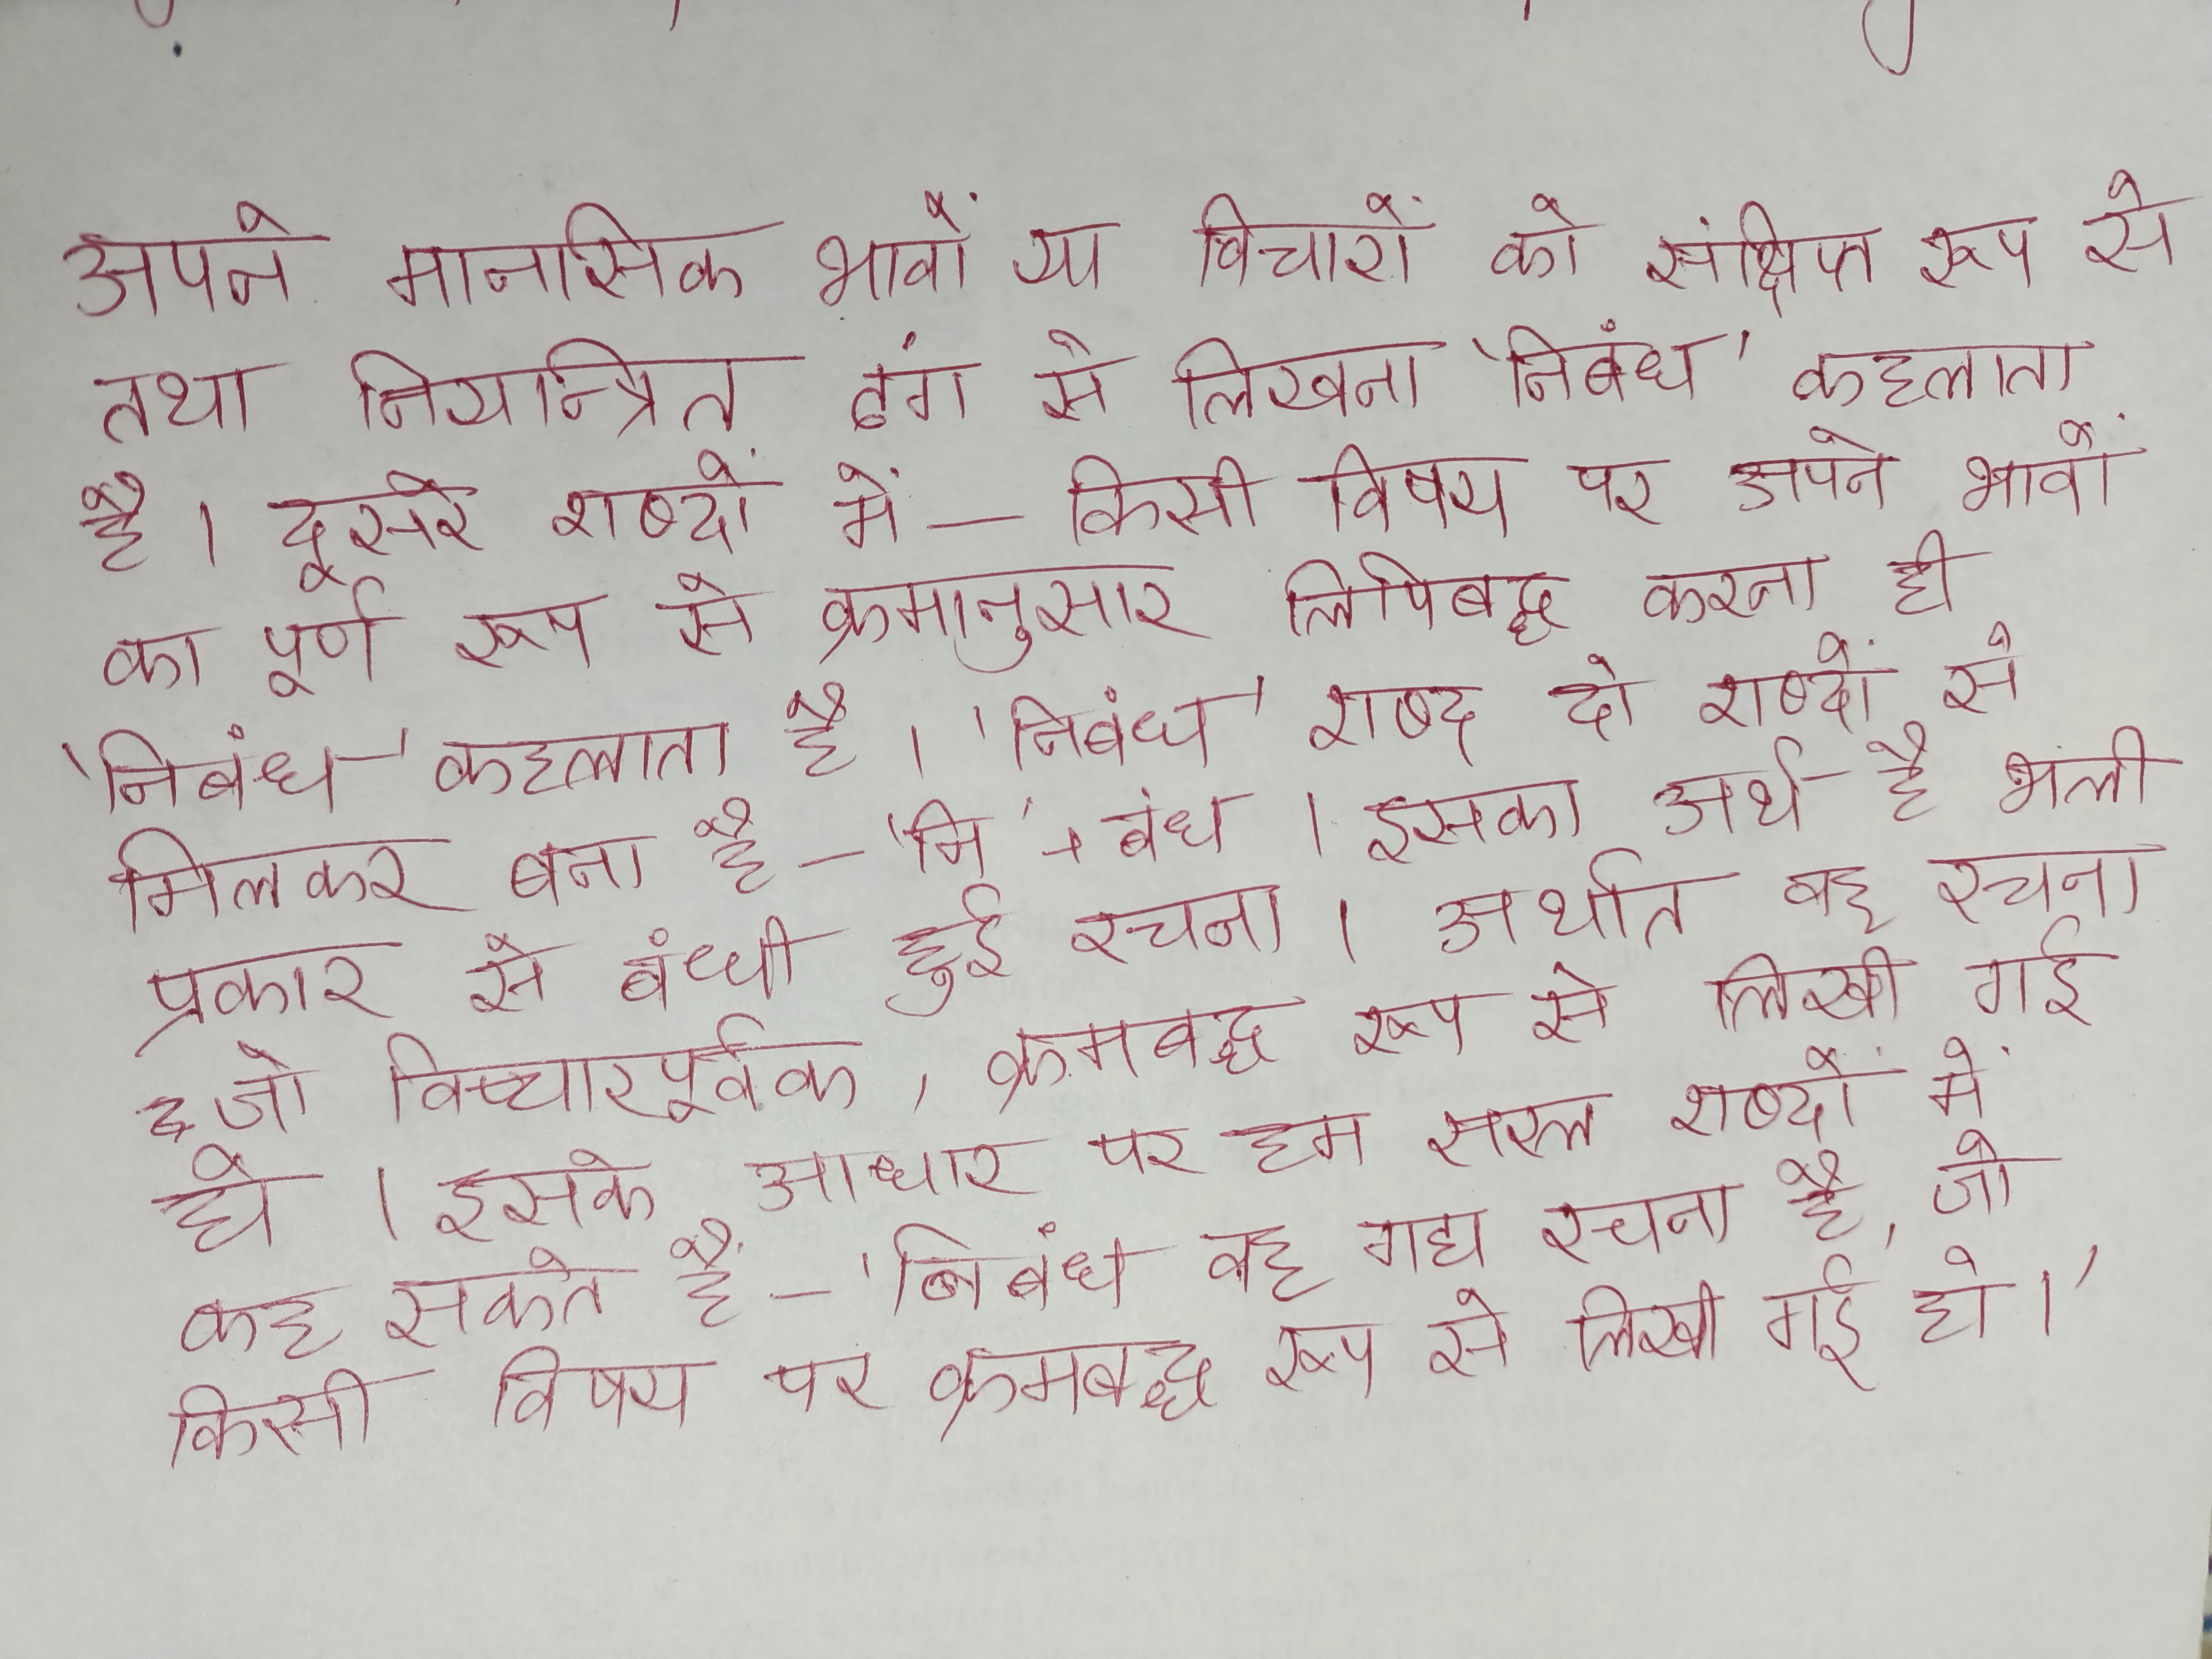 अपने मानसिक भावों या विचारों को संक्षिप्त रूप से
तथा नियन्त्रित ढंग से लिखना 'निबंध' कहलाता
है। दूसरे शब्दों में – किसी विषय पर अपने भावों
का पूर्ण रूप से क्रमानुसार लिपिबद्ध करना ही
'निबंध' कहलाता है। 'निबंध' शब्द दो शब्दों से
मिलकर बना है – 'नि' + बंध । इसका अर्थ है भली
प्रकार से बंधी हुई रचना। अर्थात वह रचना
जो विच्चारपूर्वक, क्रमबद्ध रूप से लिखी गई
हो । इसके आधार पर हम सरल शब्दों में
कह सकते हैं – 'निबंध वह गद्य रचना है, जो
किसी विषय पर क्रमबद्ध रूप से लिखी गई हो।'